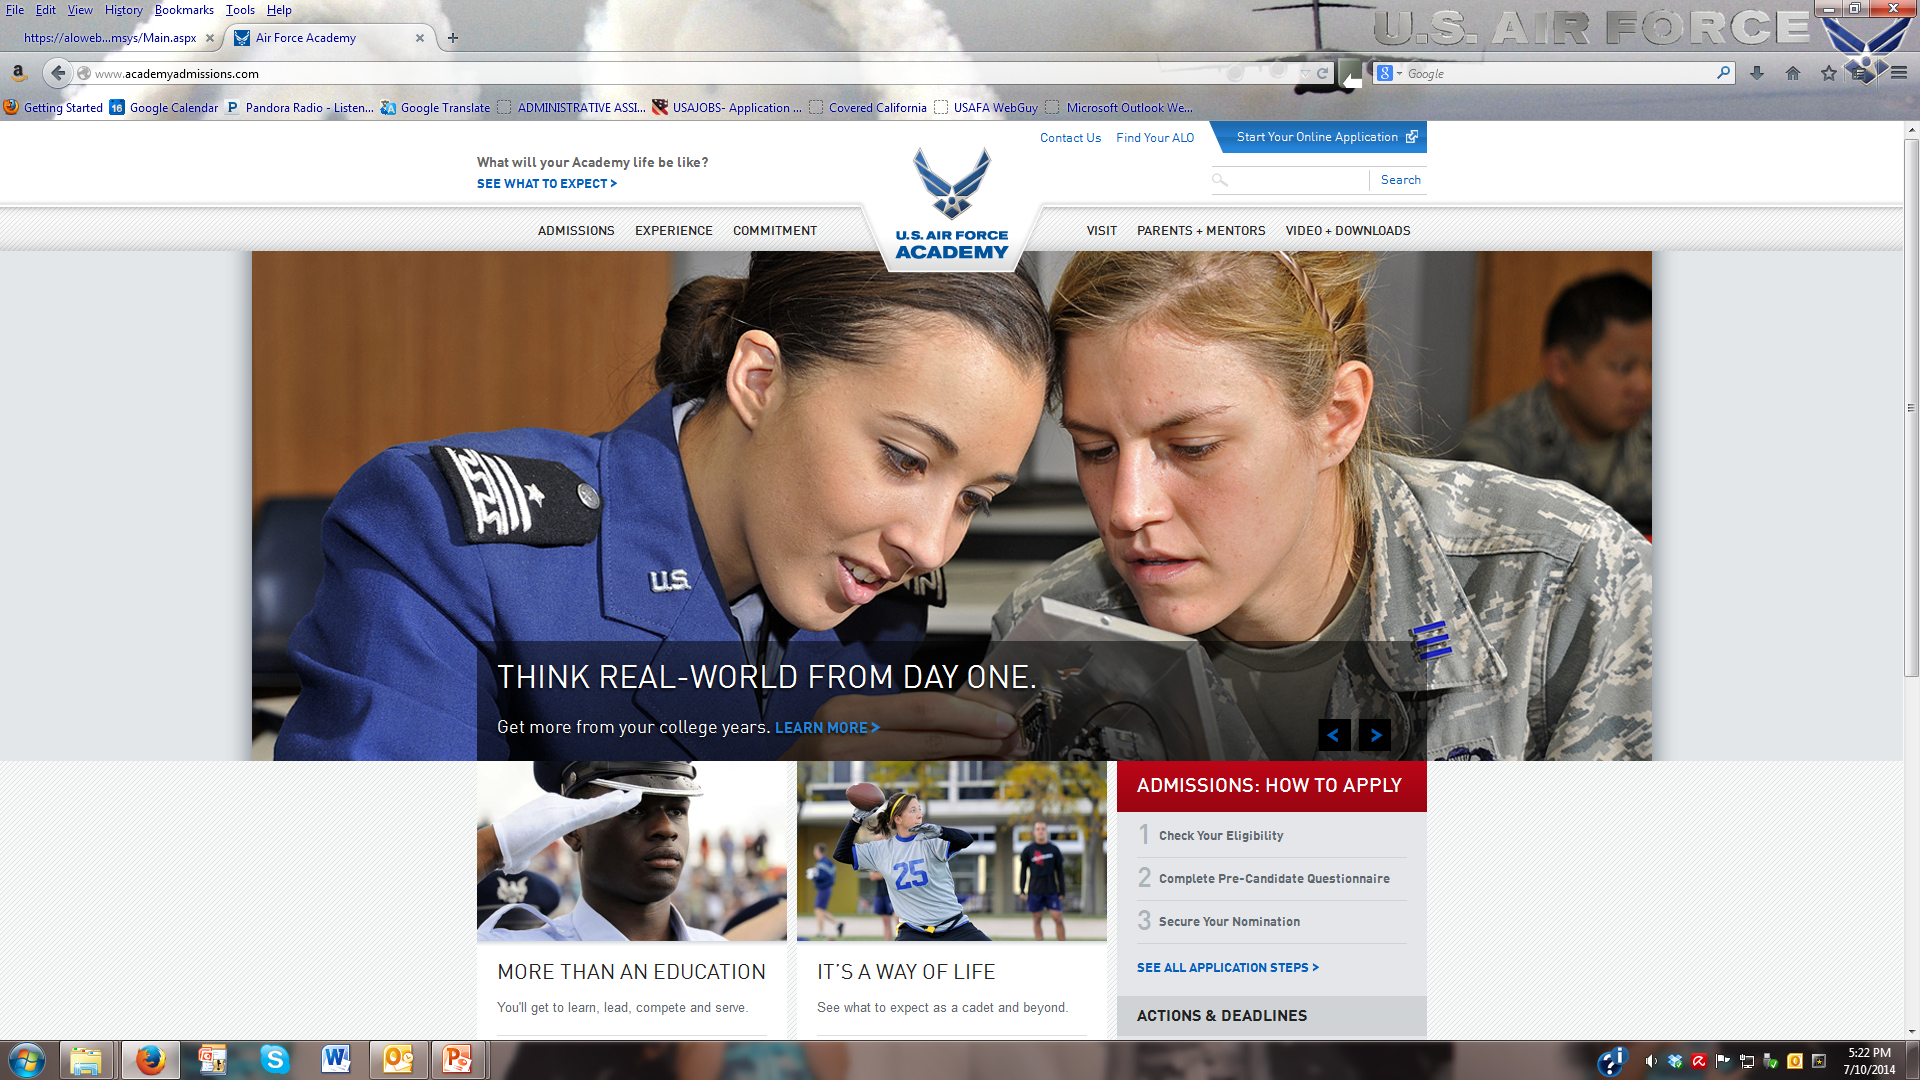 File Edit View History Bookmarks Tools Help
U.S. AIR FORCE
https://aloweb...msys/Main.aspx
Air Force Academy
www.academyadmissions.com
Google
Getting Started
Google Calendar
Pandora Radio - Listen...
Google Translate
ADMINISTRATIVE ASSI...
USAJOBS- Application ...
Covered California
USAFA WebGuy
Microsoft Outlook We...
Contact Us
Find Your ALO
Start Your Online Application
What will your Academy life be like?
SEE WHAT TO EXPECT >
Search
ADMISSIONS
EXPERIENCE
COMMITMENT
U.S. AIR FORCE
ACADEMY
VISIT
PARENTS + MENTORS
VIDEO + DOWNLOADS
U.S.
THINK REAL-WORLD FROM DAY ONE.
Get more from your college years. LEARN MORE >
< >
25
MORE THAN AN EDUCATION
You'll get to learn, lead, compete and serve.
IT'S A WAY OF LIFE
See what to expect as a cadet and beyond.
ADMISSIONS: HOW TO APPLY
1 Check Your Eligibility
2 Complete Pre-Candidate Questionnaire
3 Secure Your Nomination
SEE ALL APPLICATION STEPS >
ACTIONS & DEADLINES
5:22 PM
7/10/2014